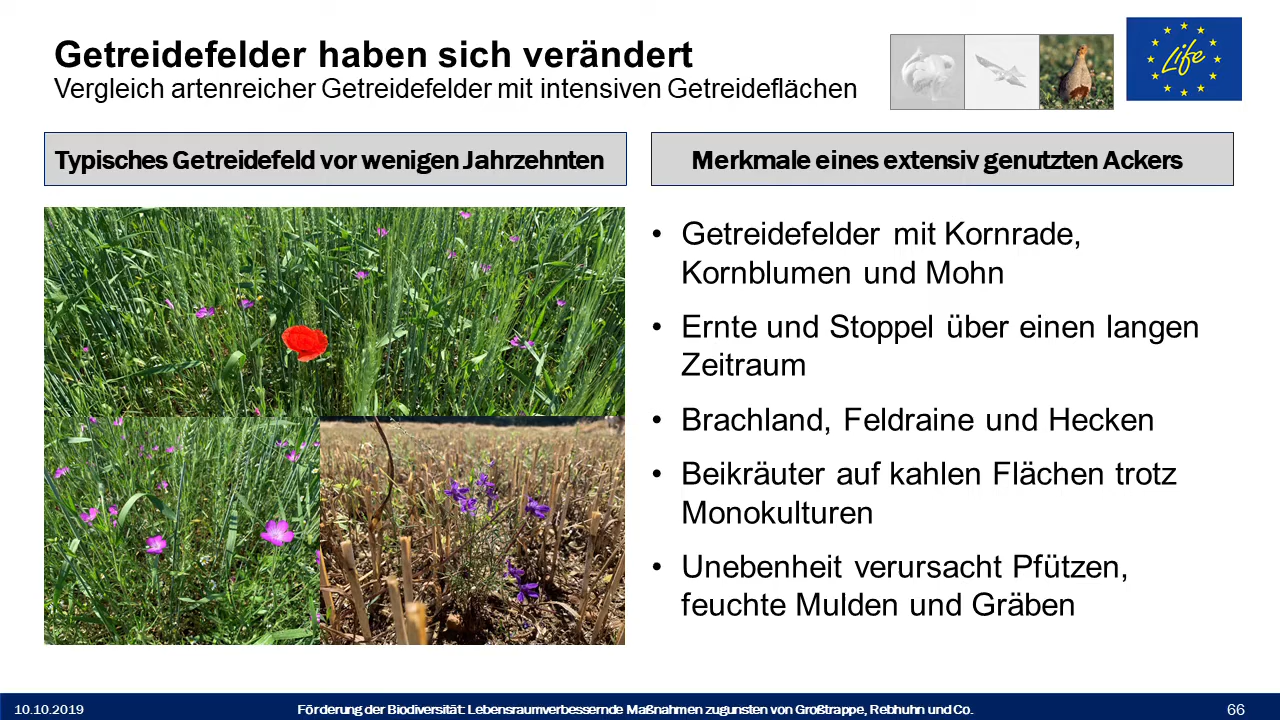 Getreidefelder haben sich verändert
Vergleich artenreicher Getreidefelder mit intensiven Getreideflächen
Life
Typisches Getreidefeld vor wenigen Jahrzehnten
Merkmale eines extensiv genutzten Ackers
• Getreidefelder mit Kornrade,
Kornblumen und Mohn
• Ernte und Stoppel über einen langen
Zeitraum
• Brachland, Feldraine und Hecken
• Beikräuter auf kahlen Flächen trotz
Monokulturen
• Unebenheit verursacht Pfützen,
feuchte Mulden und Gräben
10.10.2019
Förderung der Biodiversität: Lebensraumverbessernde Maßnahmen zugunsten von Großtrappe, Rebhuhn und Co.
66